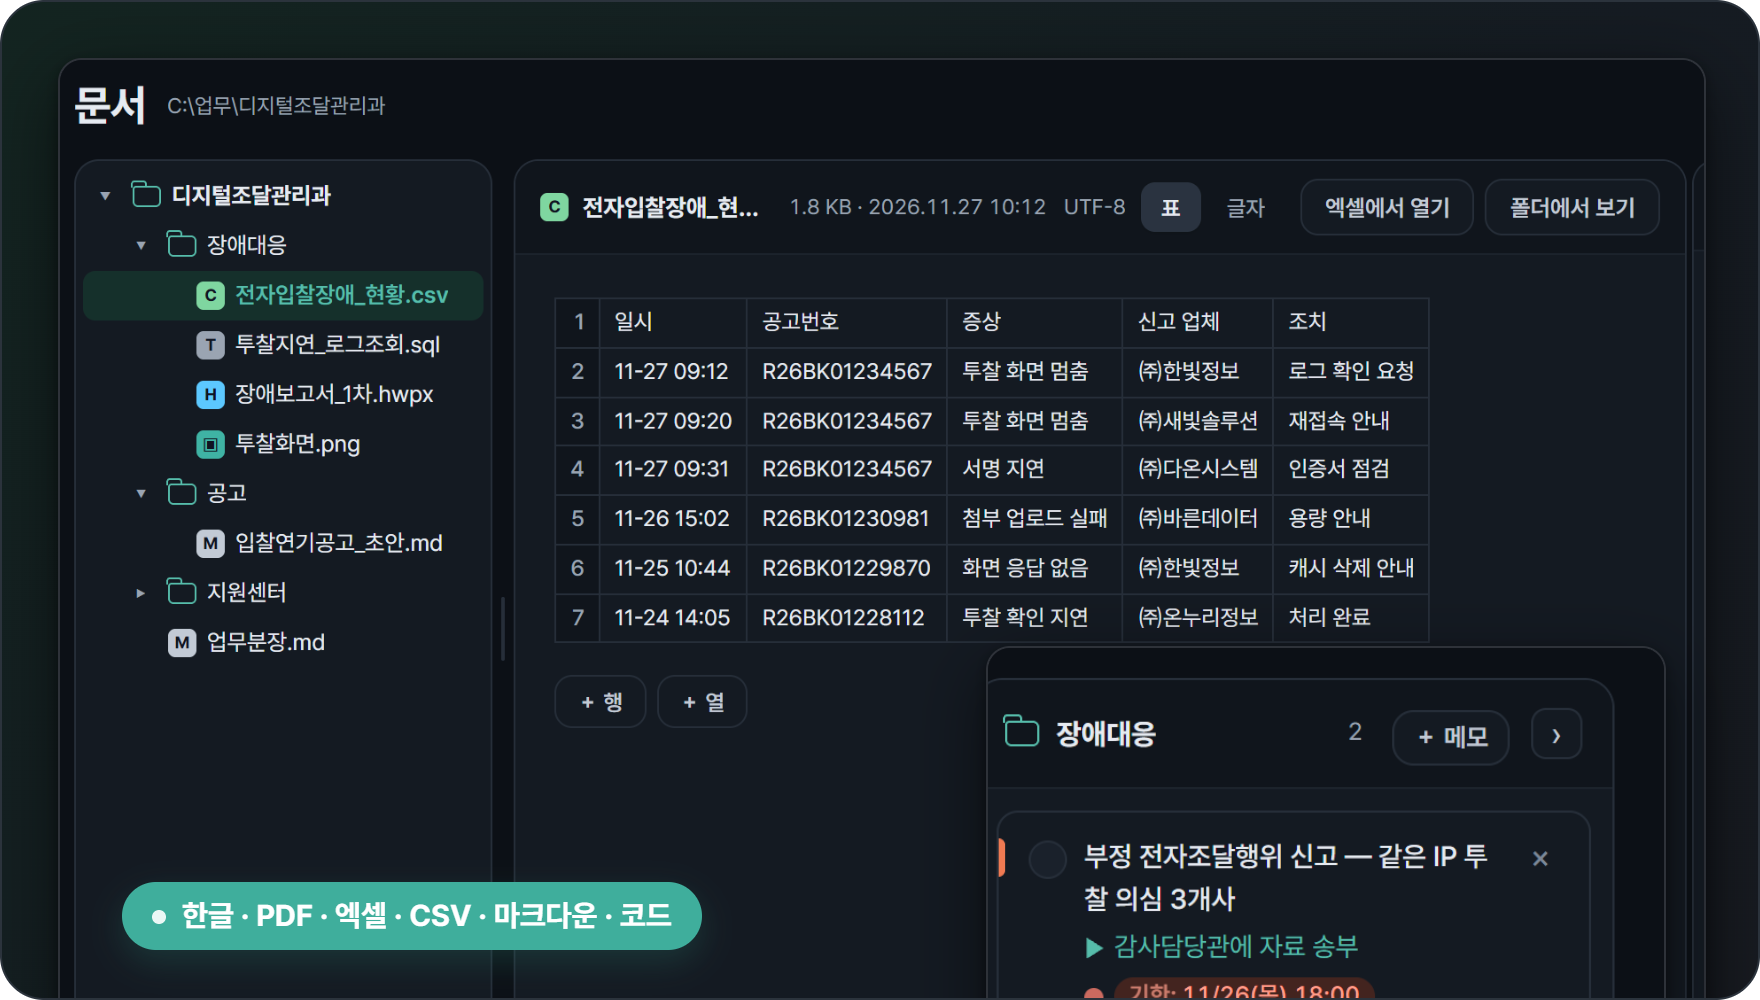 문서 C:\업무\디지털조달관리과
디지털조달관리과
장애대응
C 전자입찰장애_현황.csv
T 투찰지연_로그조회.sql
H 장애보고서_1차.hwpx
투찰화면.png
공고
M 입찰연기공고_초안.md
지원센터
M 업무분장.md
C 전자입찰장애_현... 1.8 KB · 2026.11.27 10:12 UTF-8 표 글자 엑셀에서 열기 폴더에서 보기
1 일시 공고번호 증상 신고 업체 조치
2 11-27 09:12 R26BK01234567 투찰 화면 멈춤 ㈜한빛정보 로그 확인 요청
3 11-27 09:20 R26BK01234567 투찰 화면 멈춤 ㈜새빛솔루션 재접속 안내
4 11-27 09:31 R26BK01234567 서명 지연 ㈜다온시스템 인증서 점검
5 11-26 15:02 R26BK01230981 첨부 업로드 실패 ㈜바른데이터 용량 안내
6 11-25 10:44 R26BK01229870 화면 응답 없음 ㈜한빛정보 캐시 삭제 안내
7 11-24 14:05 R26BK01228112 투찰 확인 지연 ㈜온누리정보 처리 완료
+ 행 + 열
장애대응 2 + 메모 ›
부정 전자조달행위 신고 — 같은 IP 투
찰 의심 3개사 ×
▶ 감사담당관에 자료 송부
기한: 11/26(목) 18:00
한글 · PDF · 엑셀 · CSV · 마크다운 · 코드